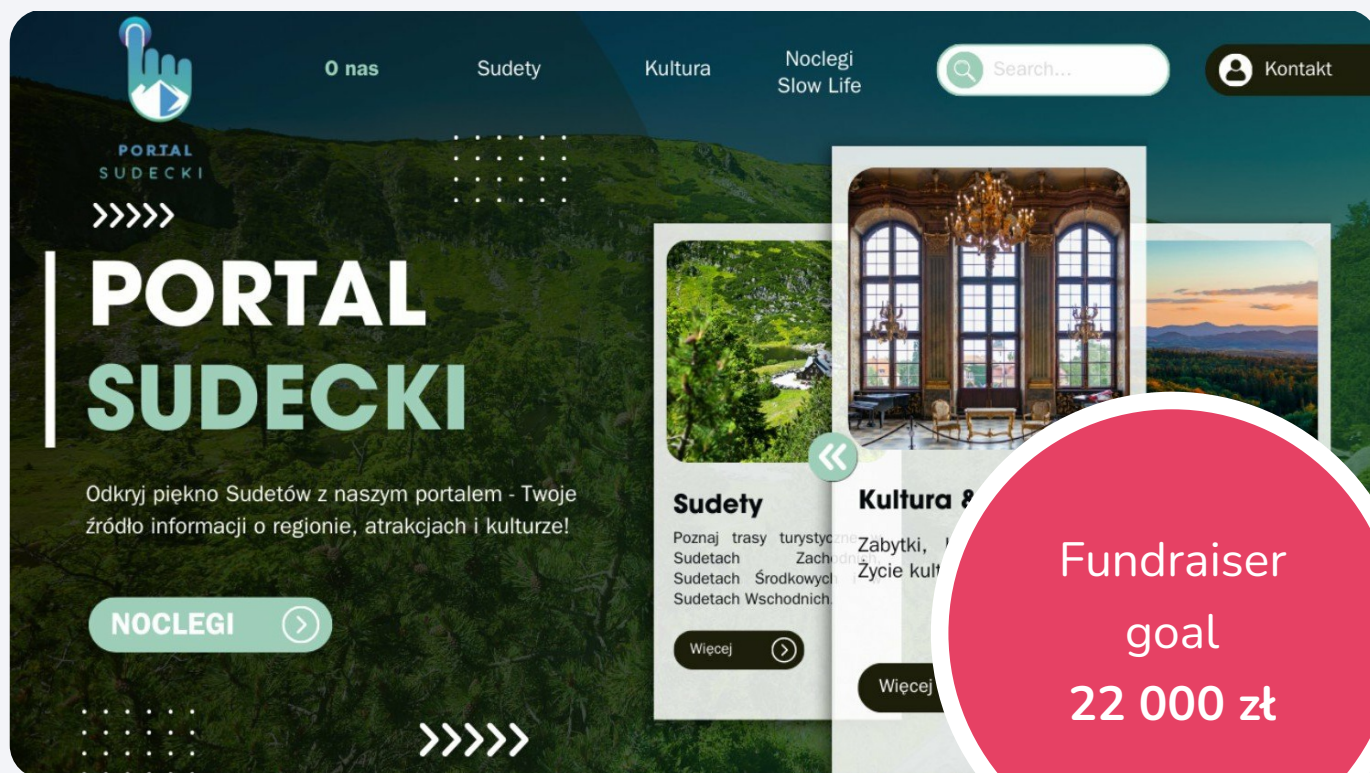 PORTAL
SUDECKI
O nas
Sudety
Kultura
Noclegi
Slow Life
Search...
Kontakt
PORTAL
SUDECKI
Odkryj piękno Sudetów z naszym portalem - Twoje
źródło informacji o regionie, atrakcjach i kulturze!
NOCLEGI
Sudety
Poznaj trasy turystyczne
Sudetach Zachodnich,
Sudetach Środkowych i
Sudetach Wschodnich.
Więcej
Kultura &
Zabytki,
Życie
Więcej
Fundraiser
goal
22 000 zł